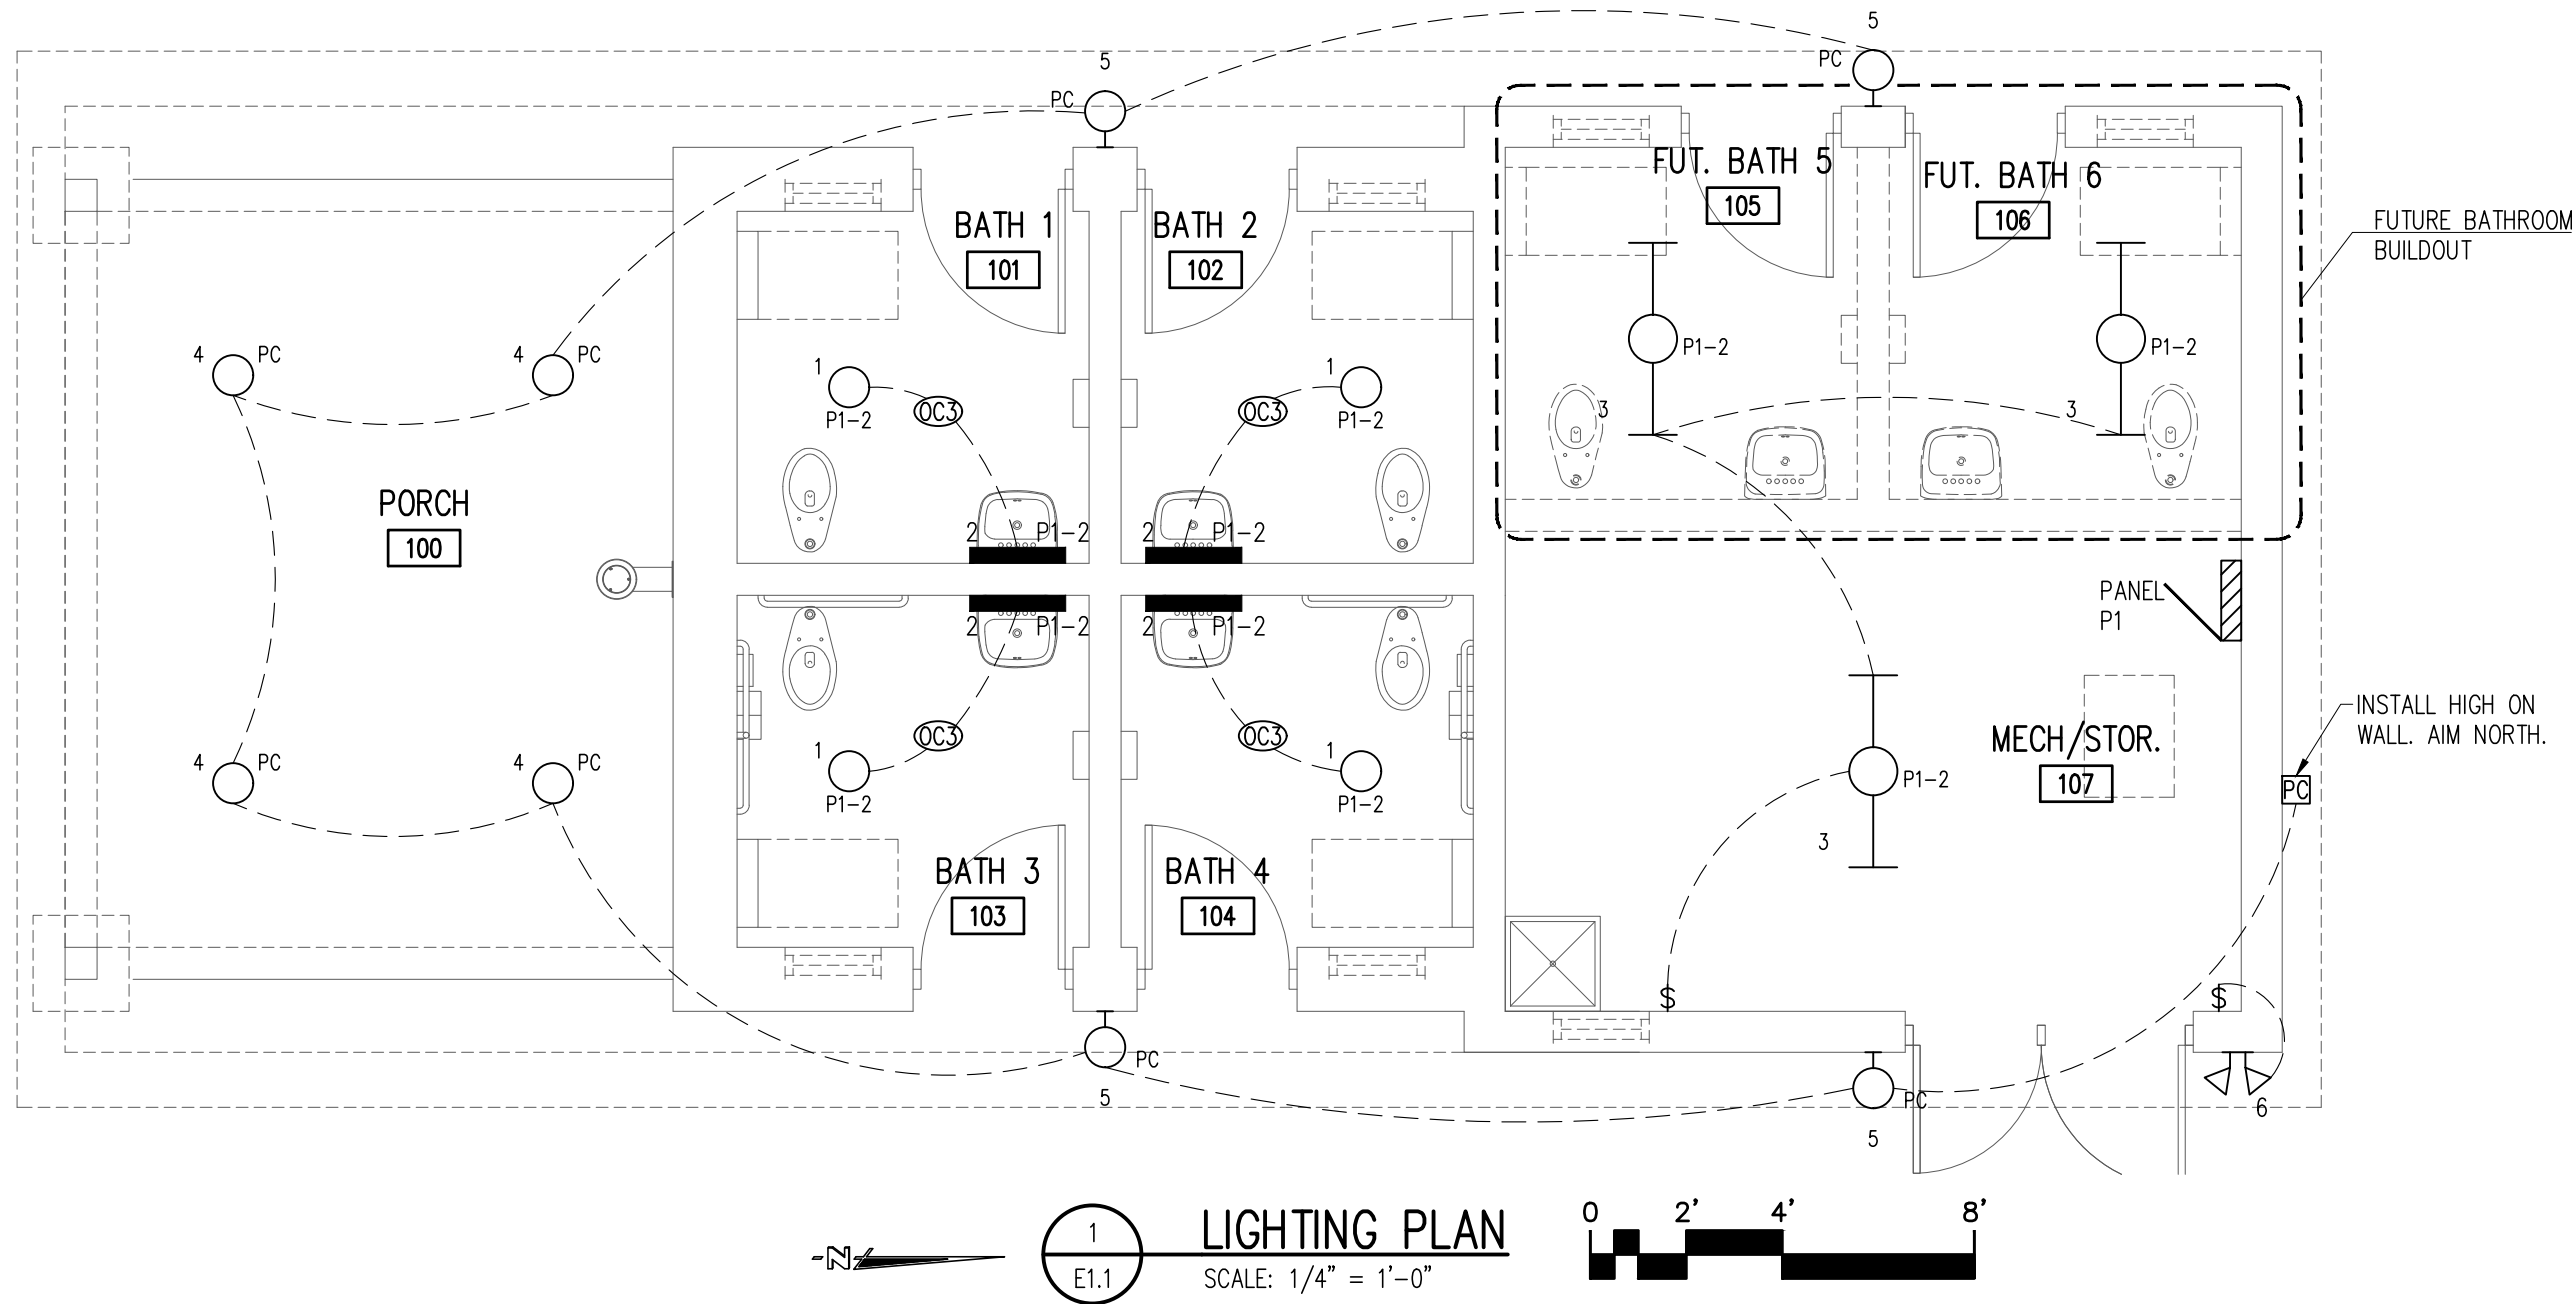 5
5
PC
PC
FUT. BATH 5
105
FUT. BATH 6
106
FUTURE BATHROOM
BUILDOUT
BATH 1
101
BATH 2
102
4 PC
4 PC
1
P1-2
OC3
OC3
1
P1-2
P1-2
P1-2
3
3
PORCH
100
2 P1-2
2 P1-2
2 P1-2
2 P1-2
PANEL
P1
INSTALL HIGH ON
WALL. AIM NORTH.
4 PC
4 PC
1
P1-2
OC3
OC3
1
P1-2
MECH/STOR.
107
P1-2
3
PC
BATH 3
103
BATH 4
104
$
$
PC
5
PC
5
6
N
1
E1.1
LIGHTING PLAN
SCALE: 1/4" = 1'-0"
0 2' 4' 8'